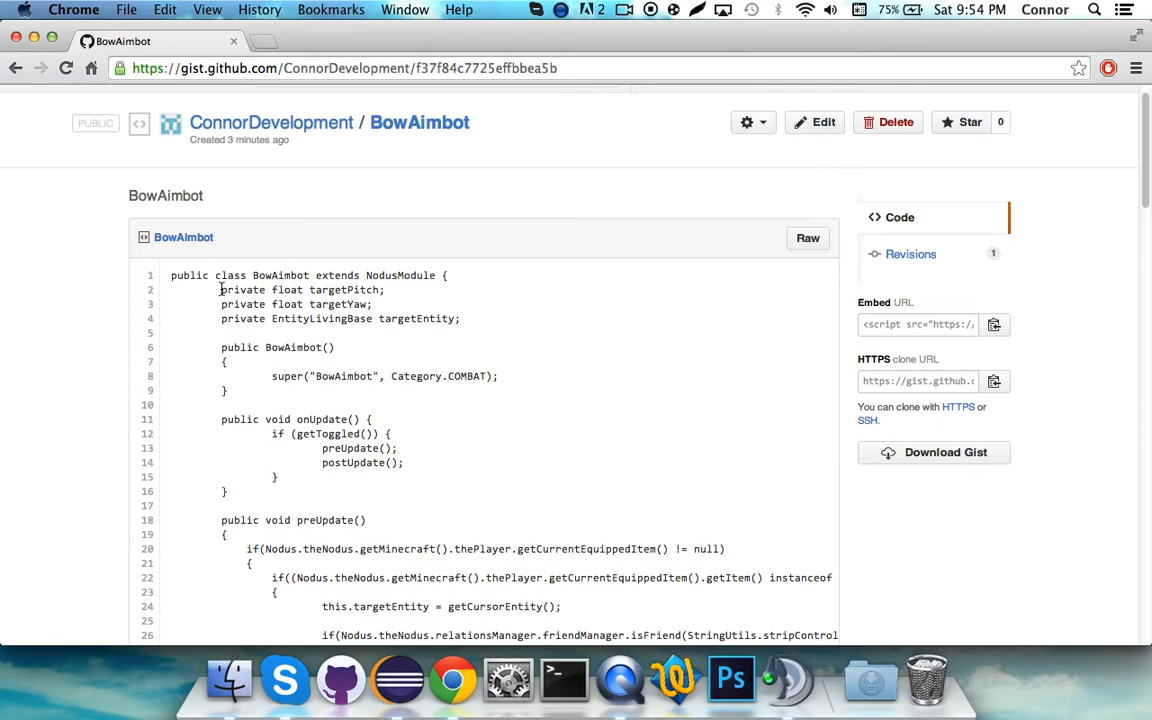 Chrome File Edit View History Bookmarks Window Help 2 75% Sat 9:54 PM Connor
BowAimbot
https://gist.github.com/ConnorDevelopment/f37f84c7725effbbea5b
PUBLIC ConnorDevelopment / BowAimbot Edit Delete Star 0
Created 3 minutes ago
BowAimbot
<> Code
BowAimbot Raw
Revisions 1
1 public class BowAimbot extends NodusModule {
2 private float targetPitch;
3 private float targetYaw;
4 private EntityLivingBase targetEntity;
5
6 public BowAimbot()
7 {
8 super("BowAimbot", Category.COMBAT);
9 }
10
11 public void onUpdate() {
12 if (getToggled()) {
13 preUpdate();
14 postUpdate();
15 }
16 }
17
18 public void preUpdate()
19 {
20 if(Nodus.theNodus.getMinecraft().thePlayer.getCurrentEquippedItem() != null)
21 {
22 if((Nodus.theNodus.getMinecraft().thePlayer.getCurrentEquippedItem().getItem() instanceof
23 {
24 this.targetEntity = getCursorEntity();
25
26 if(Nodus.theNodus.relationsManager.friendManager.isFriend(StringUtils.stripControl
Embed URL
<script src="https:/
HTTPS clone URL
https://gist.github.c
You can clone with HTTPS or
SSH.
Download Gist
Ps